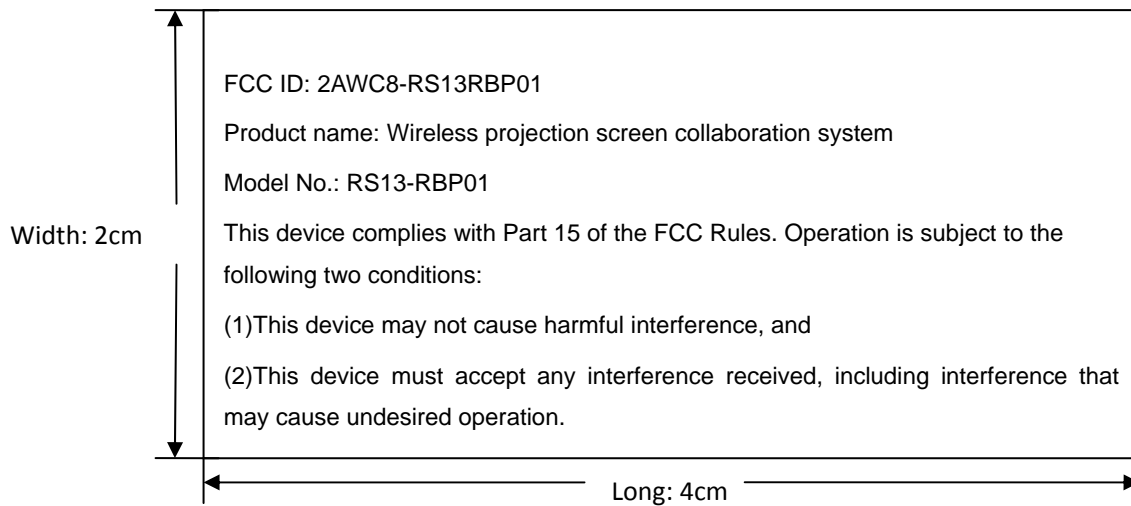 FCC ID: 2AWC8-RS13RBP01
Product name: Wireless projection screen collaboration system
Model No.: RS13-RBP01
Width: 2cm
This device complies with Part 15 of the FCC Rules. Operation is subject to the
following two conditions:
(1)This device may not cause harmful interference, and
(2)This device must accept any interference received, including interference that
may cause undesired operation.
Long: 4cm